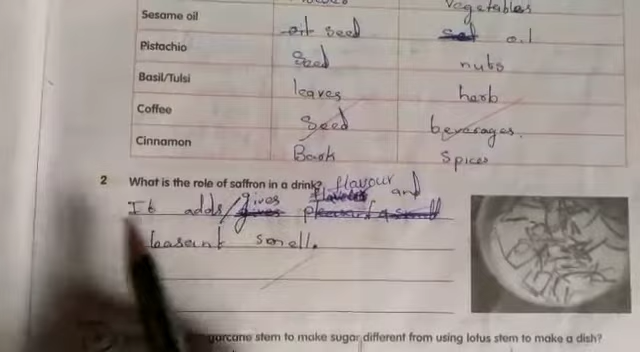 vegetables
Sesame oil oil seed oil
Pistachio Seed nuts
Basil/Tulsi leaves herb
Coffee Seed beverages.
Cinnamon Bark Spices
2 What is the role of saffron in a drink? flavour and
It adds/gives
smell.
garcane stem to make sugar different from using lotus stem to make a dish?